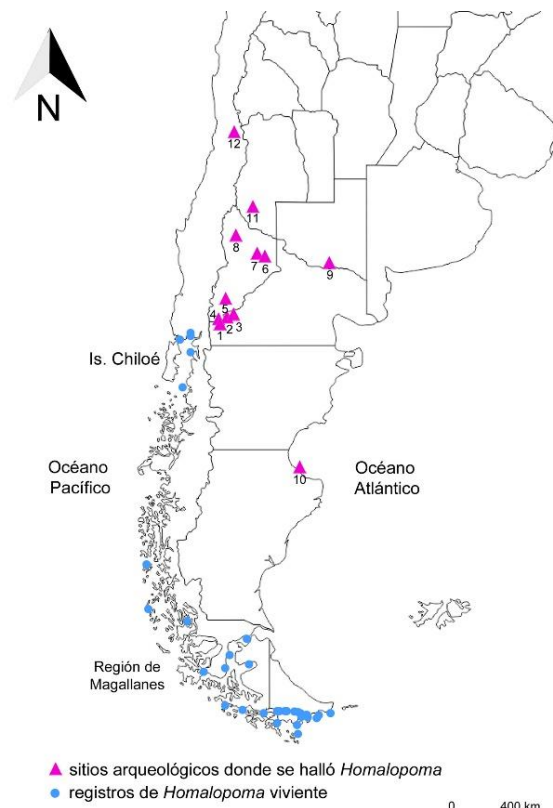 N
12
11
8
7
6
9
5
4
3
2
1
Is. Chiloé
10
Océano
Pacífico
Océano
Atlántico
Región de
Magallanes
sitios arqueológicos donde se halló Homalopoma
registros de Homalopoma viviente
0 400 km